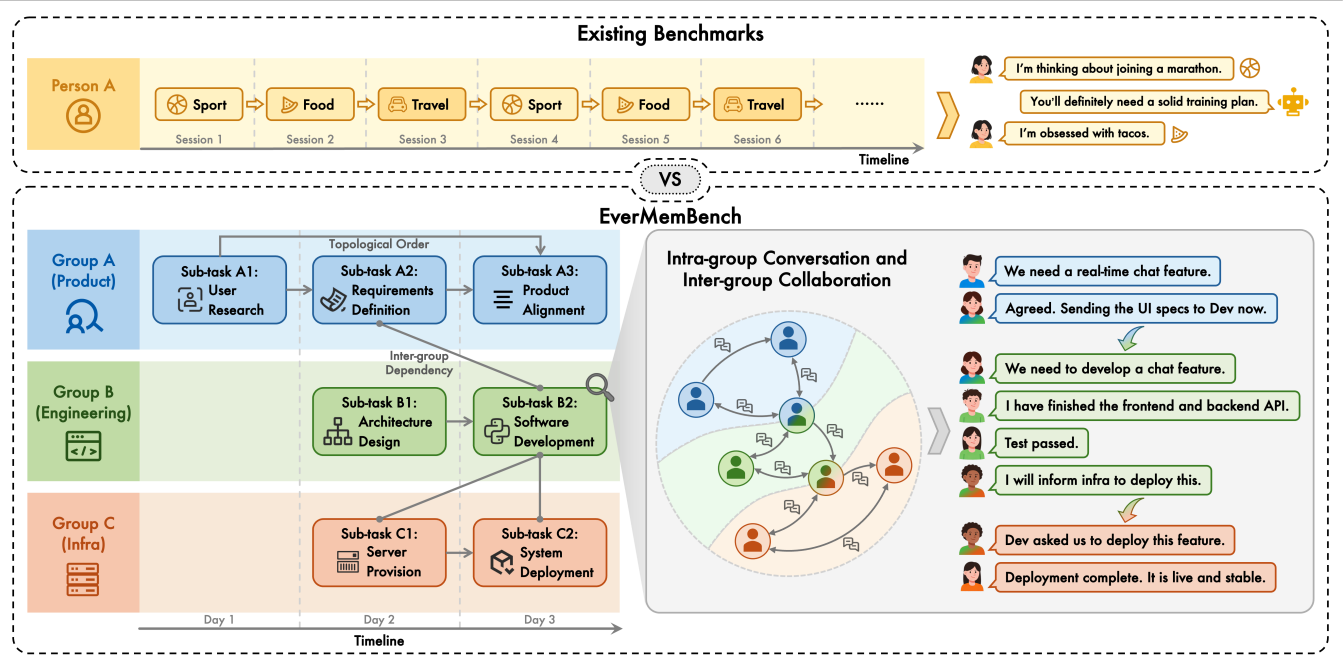 Existing Benchmarks
Person A
Sport
Food
Travel
Sport
Food
Travel
......
Session 1
Session 2
Session 3
Session 4
Session 5
Session 6
Timeline
I'm thinking about joining a marathon.
You'll definitely need a solid training plan.
I'm obsessed with tacos.
VS
EverMemBench
Group A
(Product)
Topological Order
Sub-task A1:
User
Research
Sub-task A2:
Requirements
Definition
Sub-task A3:
Product
Alignment
Inter-group
Dependency
Group B
(Engineering)
Sub-task B1:
Architecture
Design
Sub-task B2:
Software
Development
Group C
(Infra)
Sub-task C1:
Server
Provision
Sub-task C2:
System
Deployment
Day 1
Day 2
Day 3
Timeline
Intra-group Conversation and
Inter-group Collaboration
We need a real-time chat feature.
Agreed. Sending the UI specs to Dev now.
We need to develop a chat feature.
I have finished the frontend and backend API.
Test passed.
I will inform infra to deploy this.
Dev asked us to deploy this feature.
Deployment complete. It is live and stable.